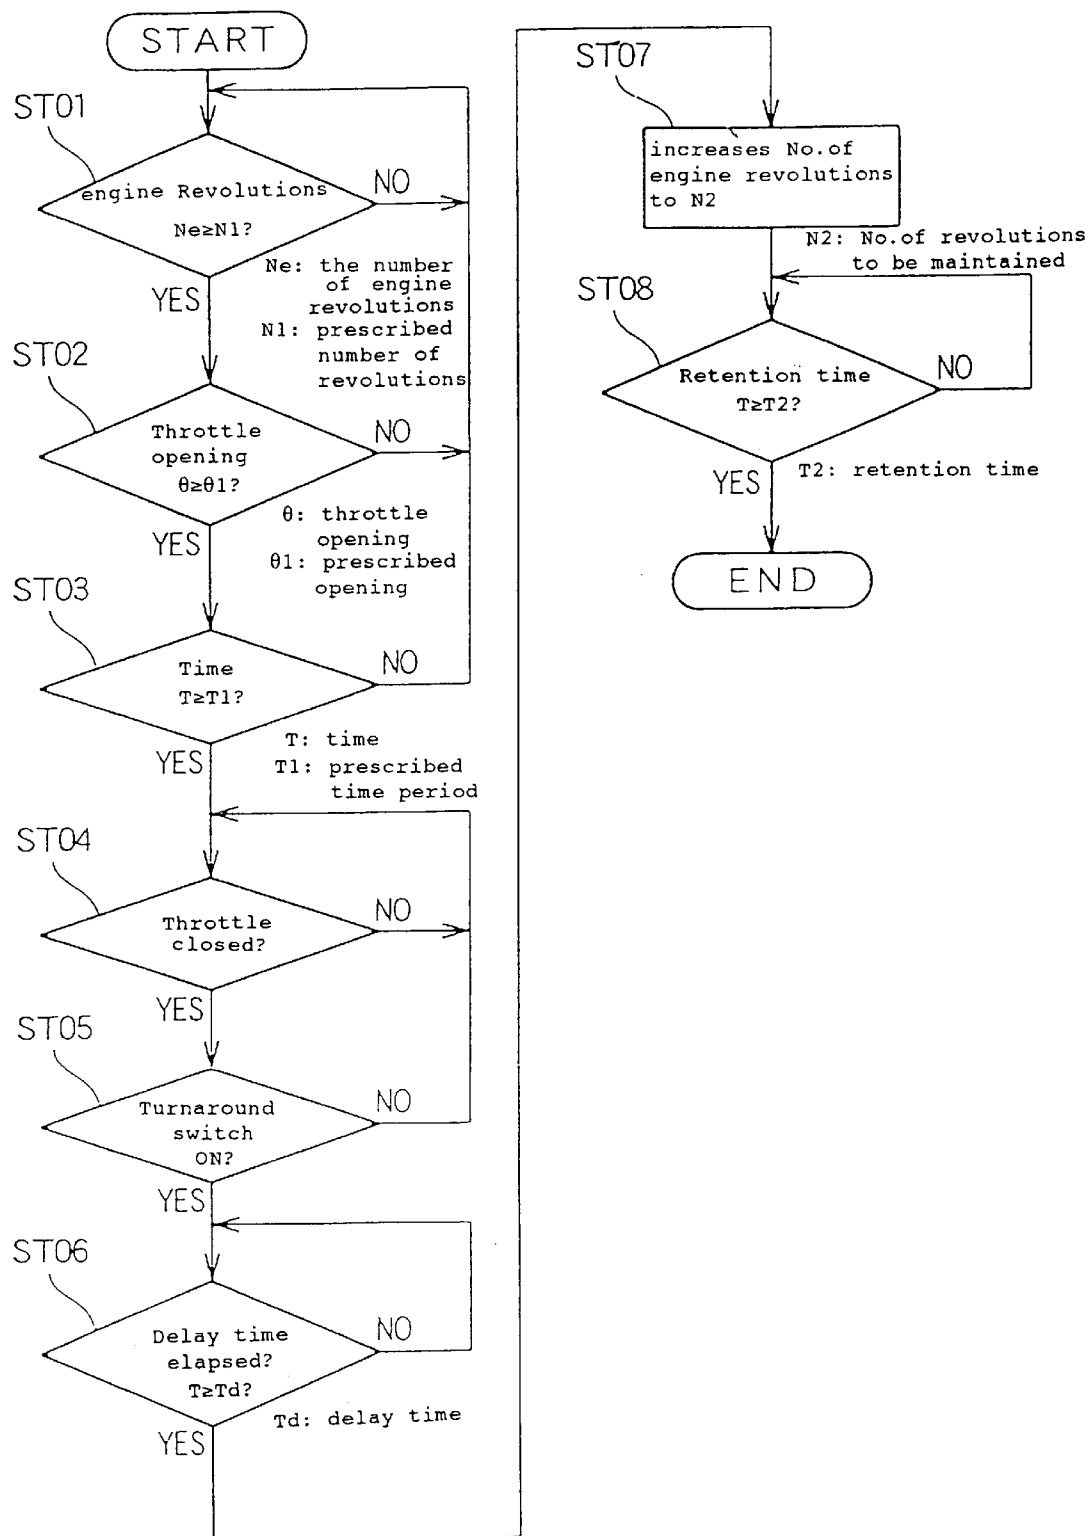 START
ST01
engine Revolutions
Ne≥N1?
NO
YES
Ne: the number
of engine
revolutions
N1: prescribed
number of
revolutions
ST02
Throttle
opening
θ≥θ1?
NO
YES
θ: throttle
opening
θ1: prescribed
opening
ST03
Time
T≥T1?
NO
YES
T: time
T1: prescribed
time period
ST04
Throttle
closed?
NO
YES
ST05
Turnaround
switch
ON?
NO
YES
ST06
Delay time
elapsed?
T≥Td?
NO
YES
Td: delay time
ST07
increases No.of
engine revolutions
to N2
N2: No.of revolutions
to be maintained
ST08
Retention time
T≥T2?
NO
YES
T2: retention time
END